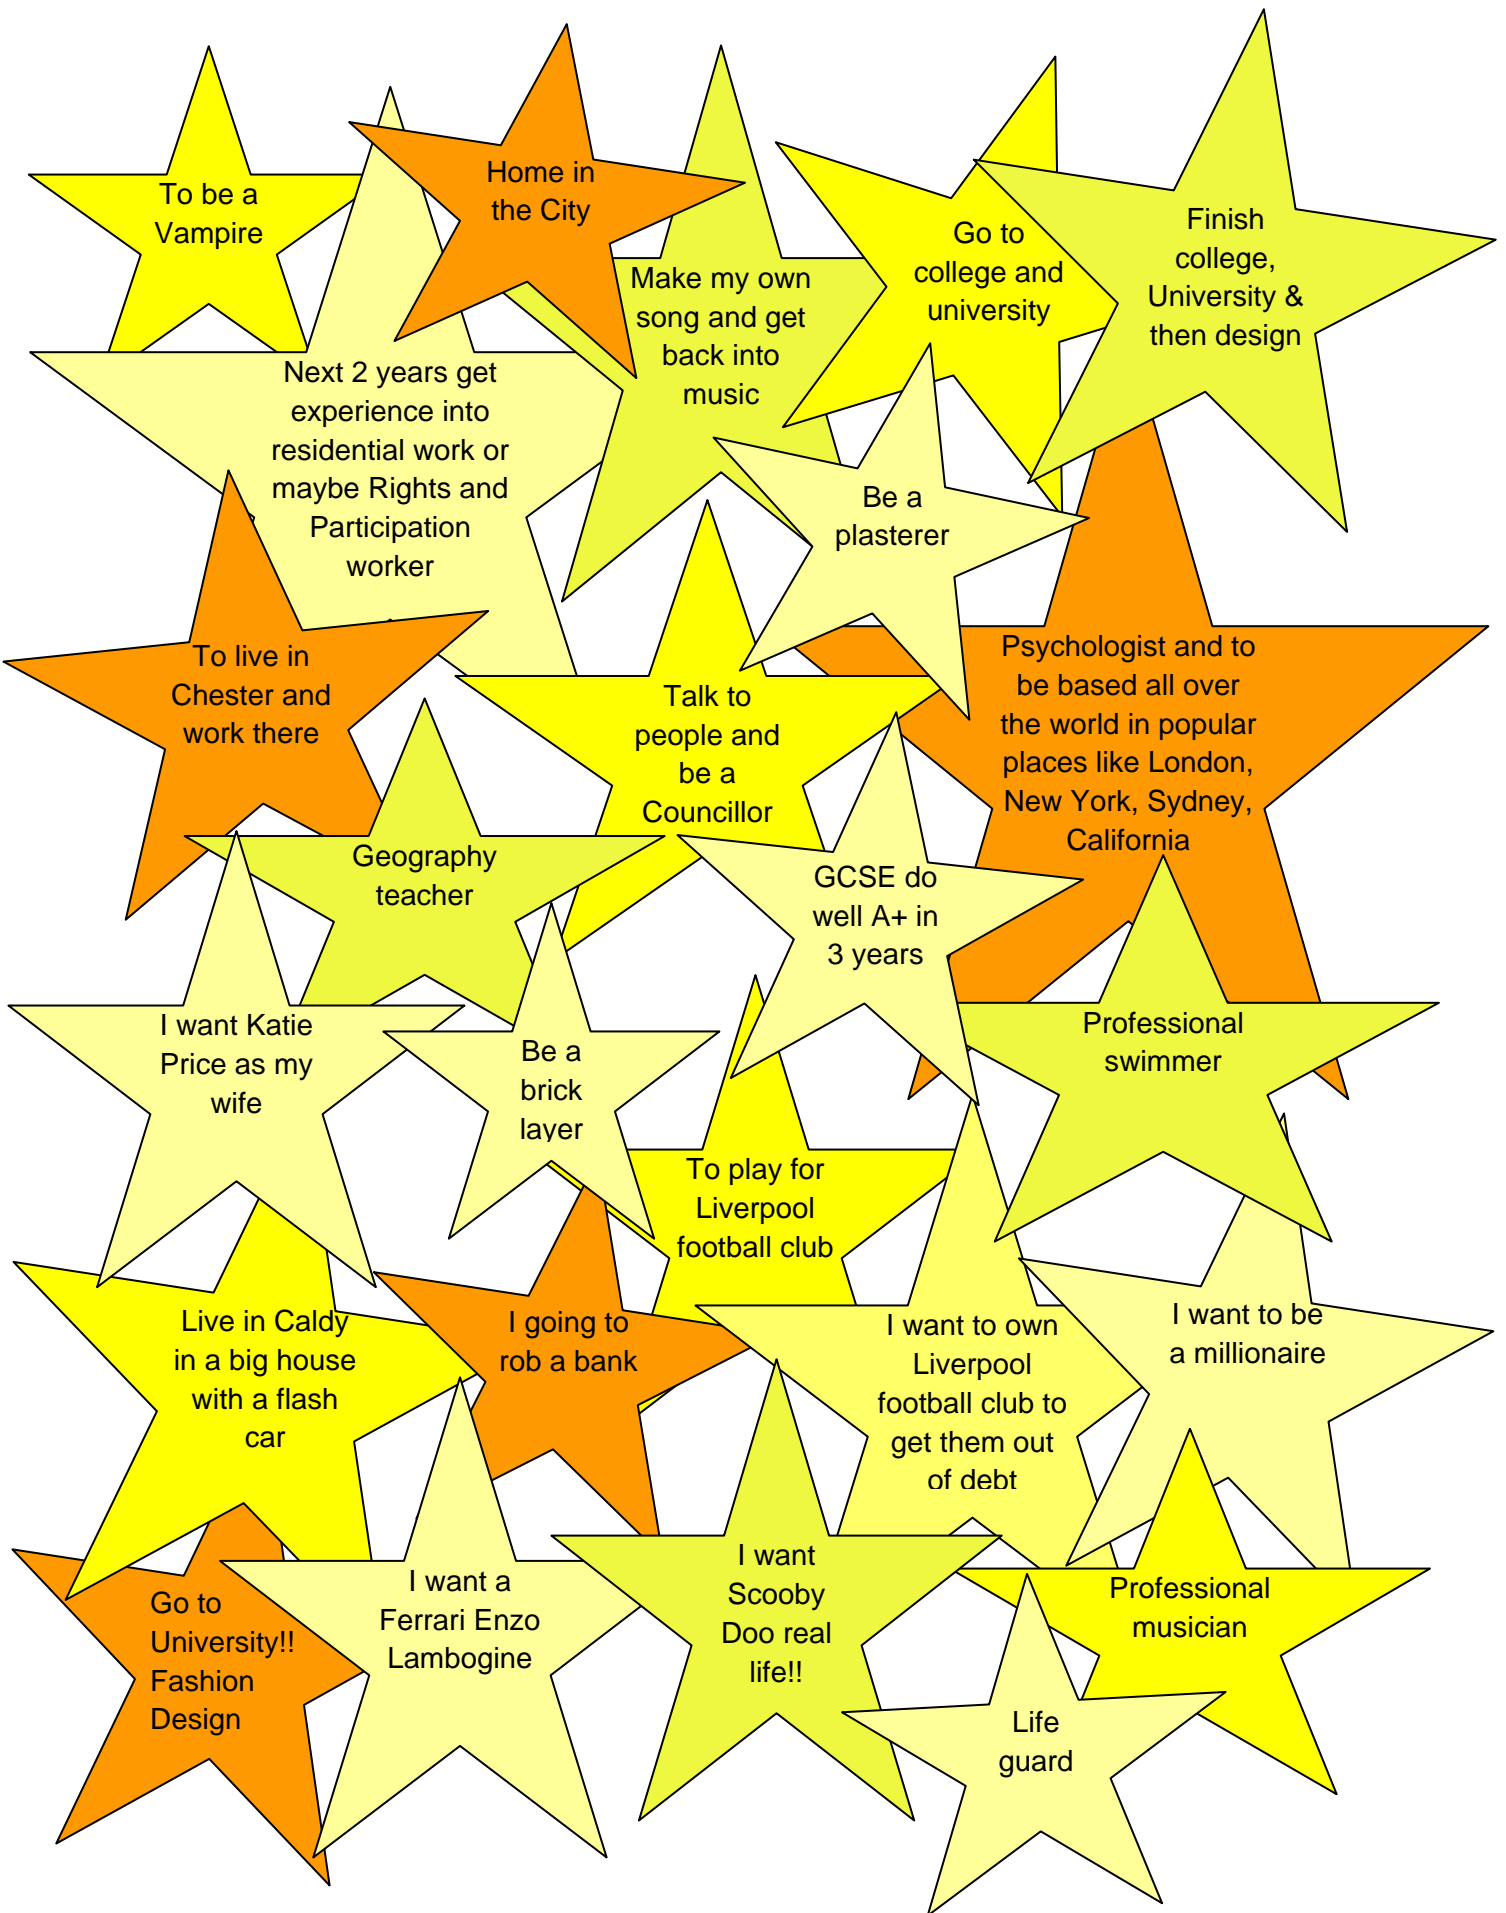 To be a
Vampire
Home in
the City
Make my own
song and get
back into
music
Go to
college and
university
Finish
college,
University &
then design
Next 2 years get
experience into
residential work or
maybe Rights and
Participation
worker
Be a
plasterer
To live in
Chester and
work there
Talk to
people and
be a
Councillor
Psychologist and to
be based all over
the world in popular
places like London,
New York, Sydney,
California
Geography
teacher
GCSE do
well A+ in
3 years
I want Katie
Price as my
wife
Be a
brick
layer
Professional
swimmer
To play for
Liverpool
football club
Live in Caldy
in a big house
with a flash
car
I going to
rob a bank
I want to own
Liverpool
football club to
get them out
of debt
I want to be
a millionaire
Go to
University!!
Fashion
Design
I want a
Ferrari Enzo
Lambogine
I want
Scooby
Doo real
life!!
Professional
musician
Life
guard